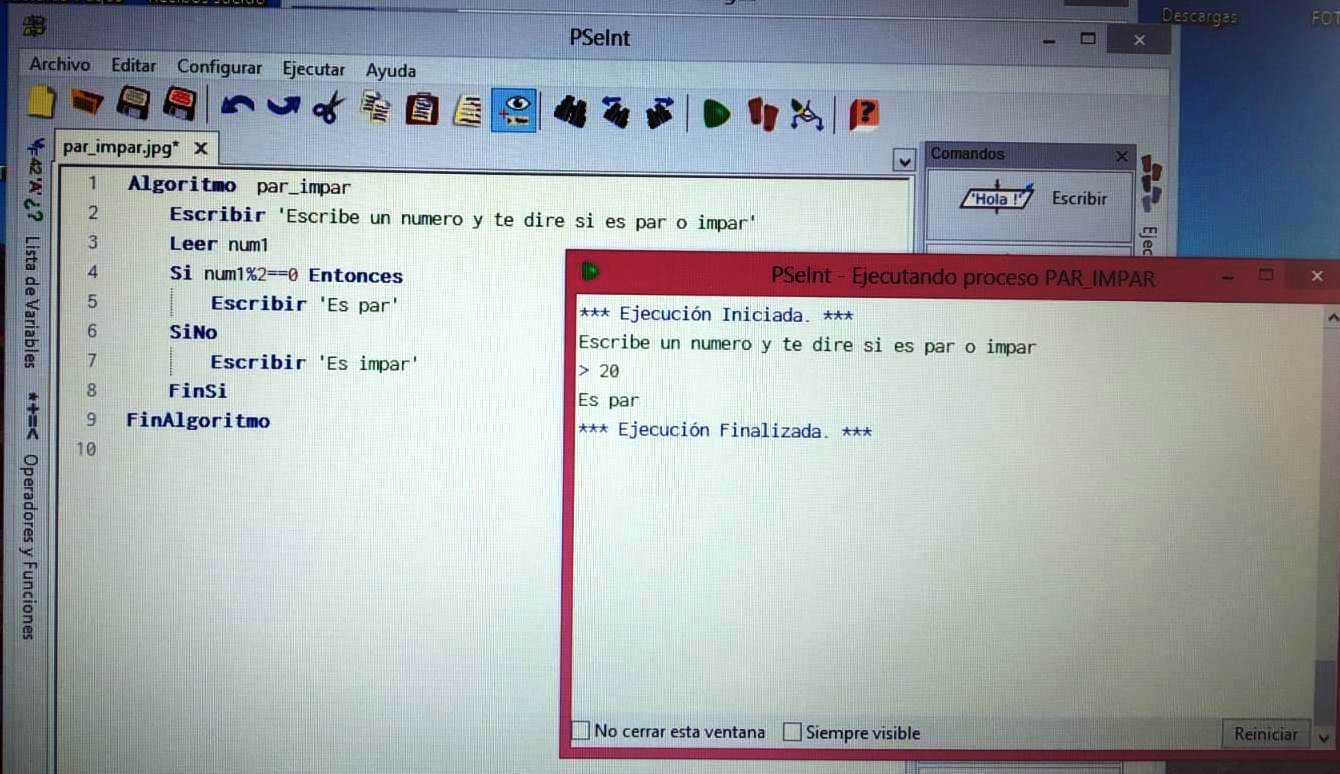 Descargas
PSeInt
Archivo Editar Configurar Ejecutar Ayuda
par_impar.jpg*
1 Algoritmo par_impar
2 Escribir 'Escribe un numero y te dire si es par o impar'
3 Leer num1
4 Si num1%2==0 Entonces
5 Escribir 'Es par'
6 SiNo
7 Escribir 'Es impar'
8 FinSi
9 FinAlgoritmo
10
Lista de Variables
*+=< Operadores y Funciones
Comandos
'Hola !' Escribir
PSeInt - Ejecutando proceso PAR_IMPAR
*** Ejecución Iniciada. ***
Escribe un numero y te dire si es par o impar
> 20
Es par
*** Ejecución Finalizada. ***
No cerrar esta ventana Siempre visible Reiniciar